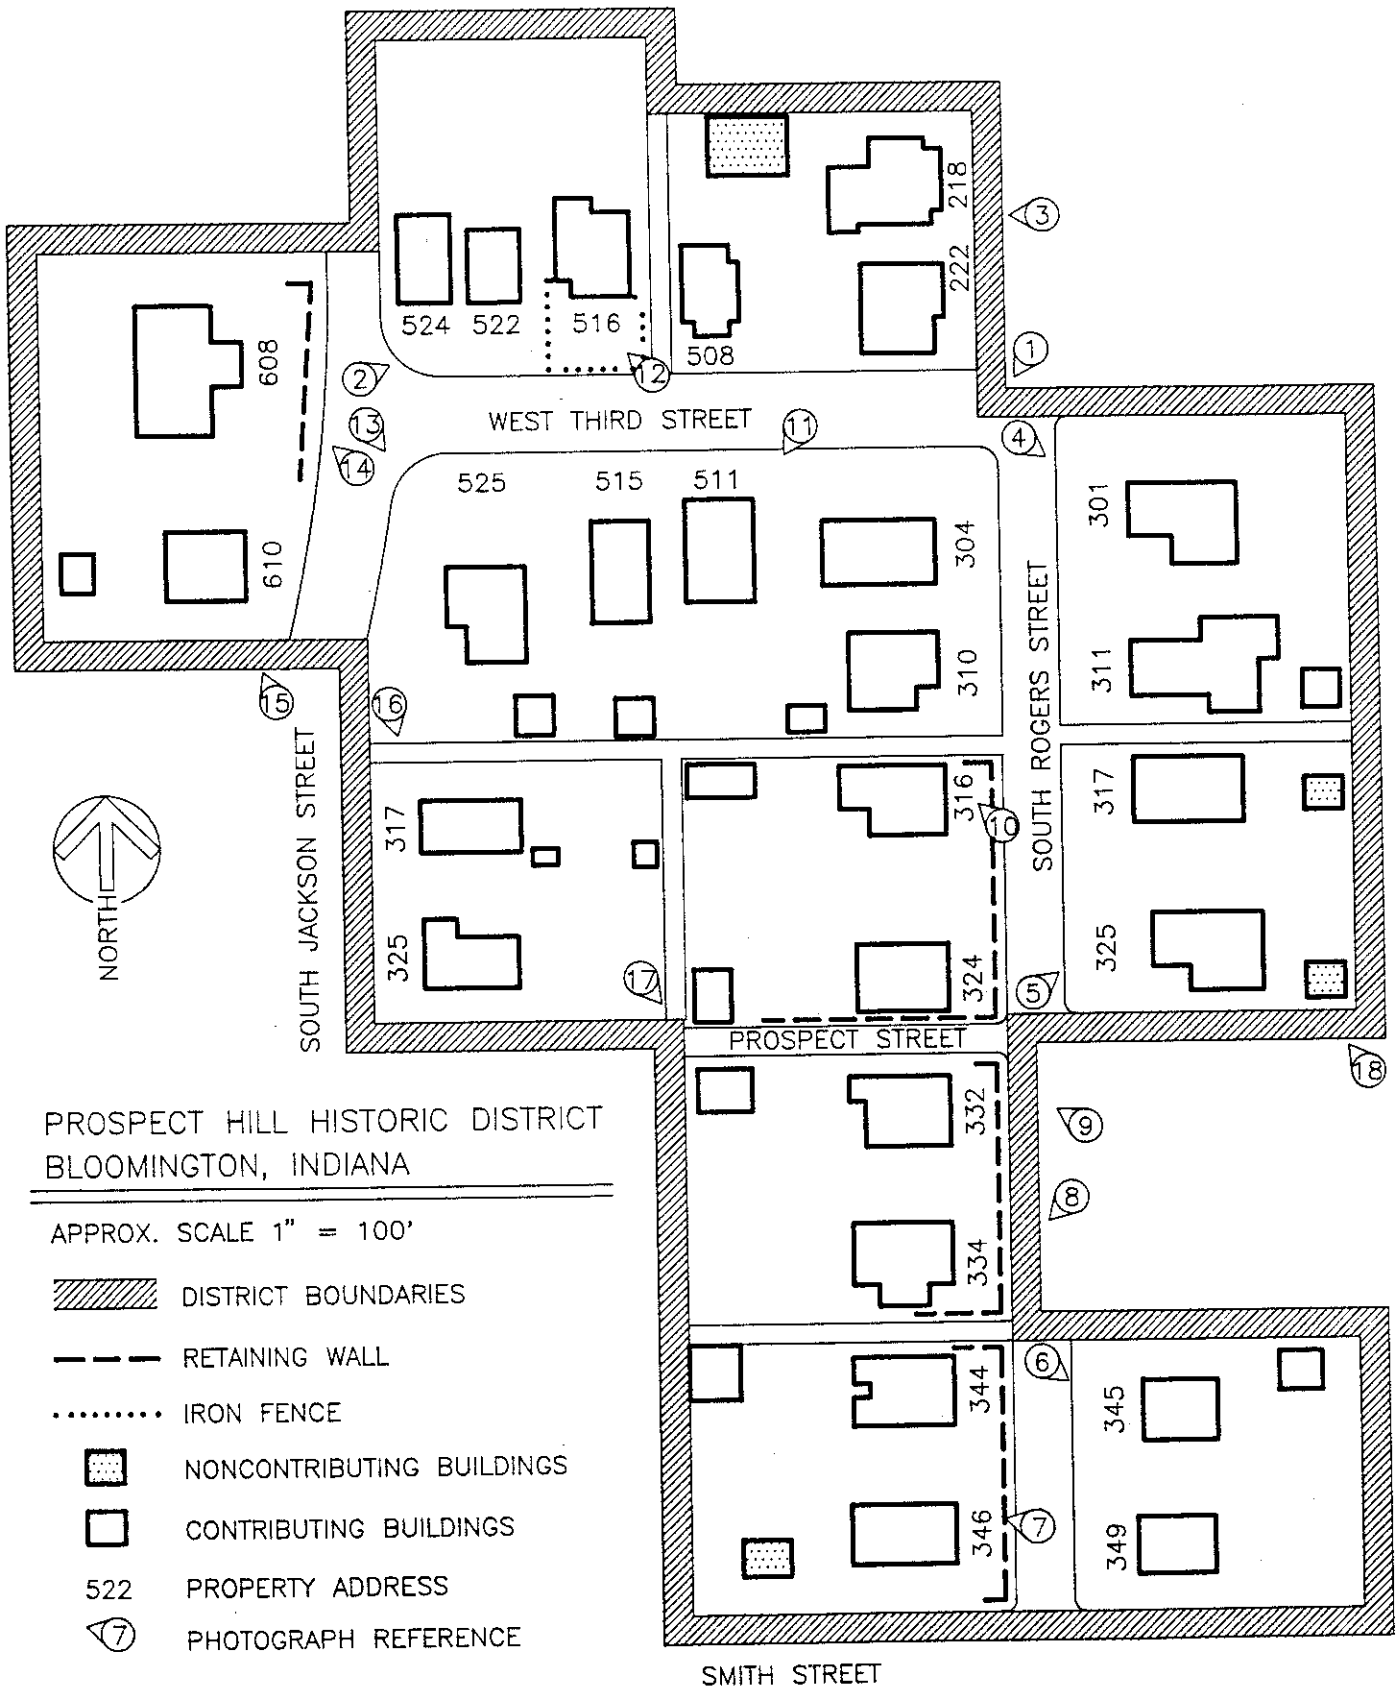 218
3
222
524
522
516
508
1
608
2
12
WEST THIRD STREET
13
11
4
14
525
515
511
301
304
610
SOUTH ROGERS STREET
310
311
15
16
SOUTH JACKSON STREET
317
316
10
317
NORTH
325
17
324
5
325
PROSPECT STREET
18
332
9
8
334
PROSPECT HILL HISTORIC DISTRICT
BLOOMINGTON, INDIANA
APPROX. SCALE 1" = 100'
DISTRICT BOUNDARIES
RETAINING WALL
IRON FENCE
NONCONTRIBUTING BUILDINGS
CONTRIBUTING BUILDINGS
522 PROPERTY ADDRESS
7 PHOTOGRAPH REFERENCE
6
344
345
346
7
349
SMITH STREET